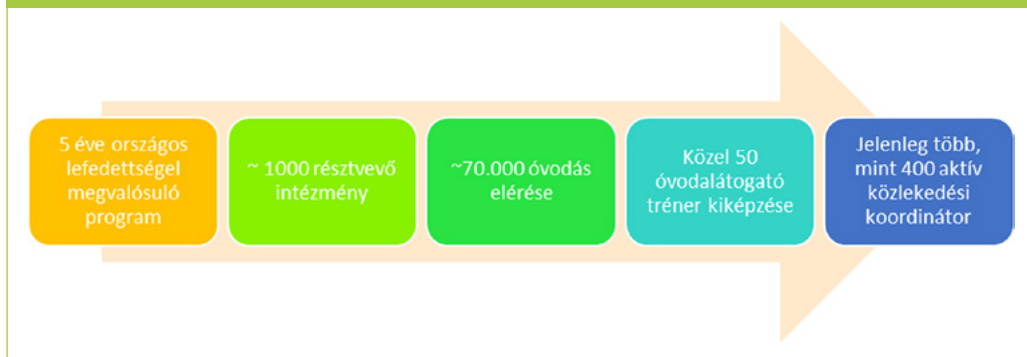 5 éve országos
lefedettségel
megvalósuló
program
~ 1000 résztvevő
intézmény
~70.000 óvodás
elérése
Közel 50
óvodalátogató
tréner kiképzése
Jelenleg több,
mint 400 aktív
közlekedési
koordinátor